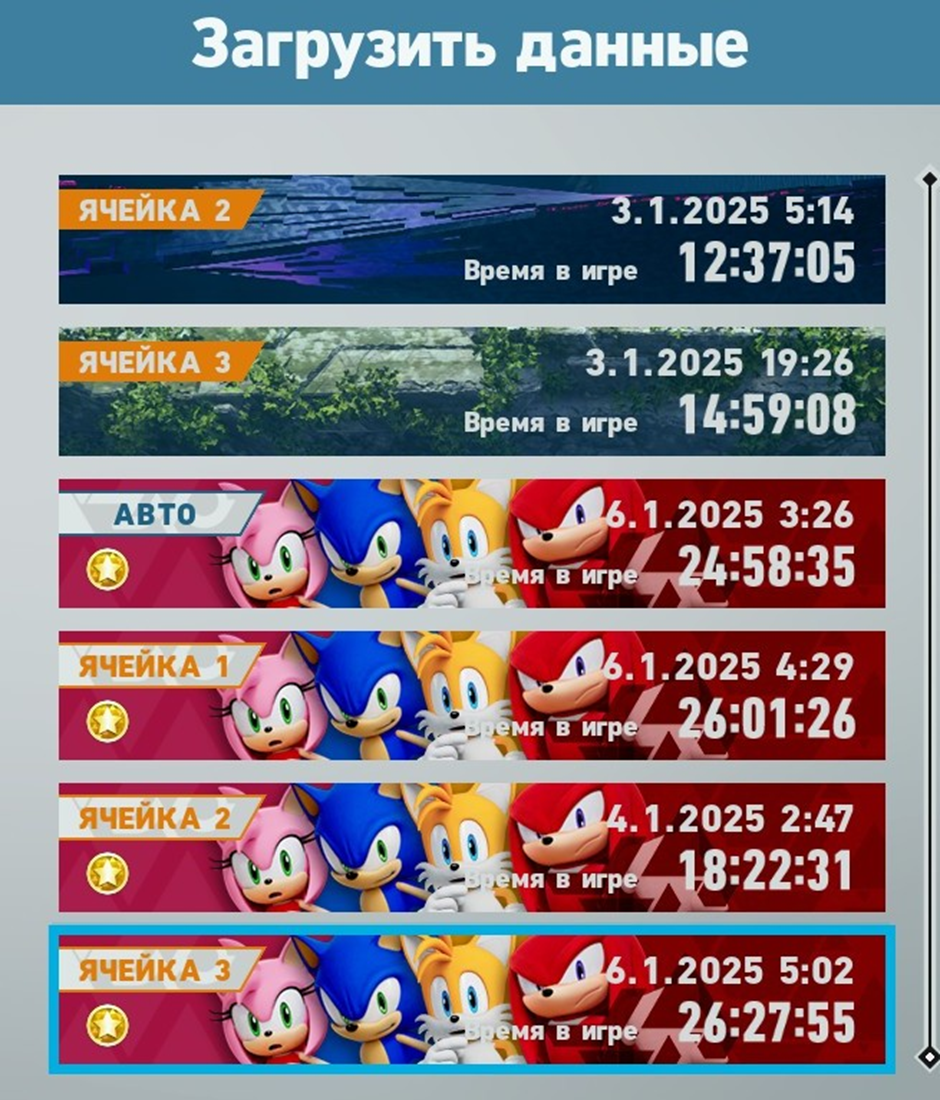 Загрузить данные
ЯЧЕЙКА 2
3.1.2025 5:14
Время в игре 12:37:05
ЯЧЕЙКА 3
3.1.2025 19:26
Время в игре 14:59:08
АВТО
6.1.2025 3:26
Время в игре 24:58:35
ЯЧЕЙКА 1
6.1.2025 4:29
Время в игре 26:01:26
ЯЧЕЙКА 2
4.1.2025 2:47
Время в игре 18:22:31
ЯЧЕЙКА 3
6.1.2025 5:02
Время в игре 26:27:55